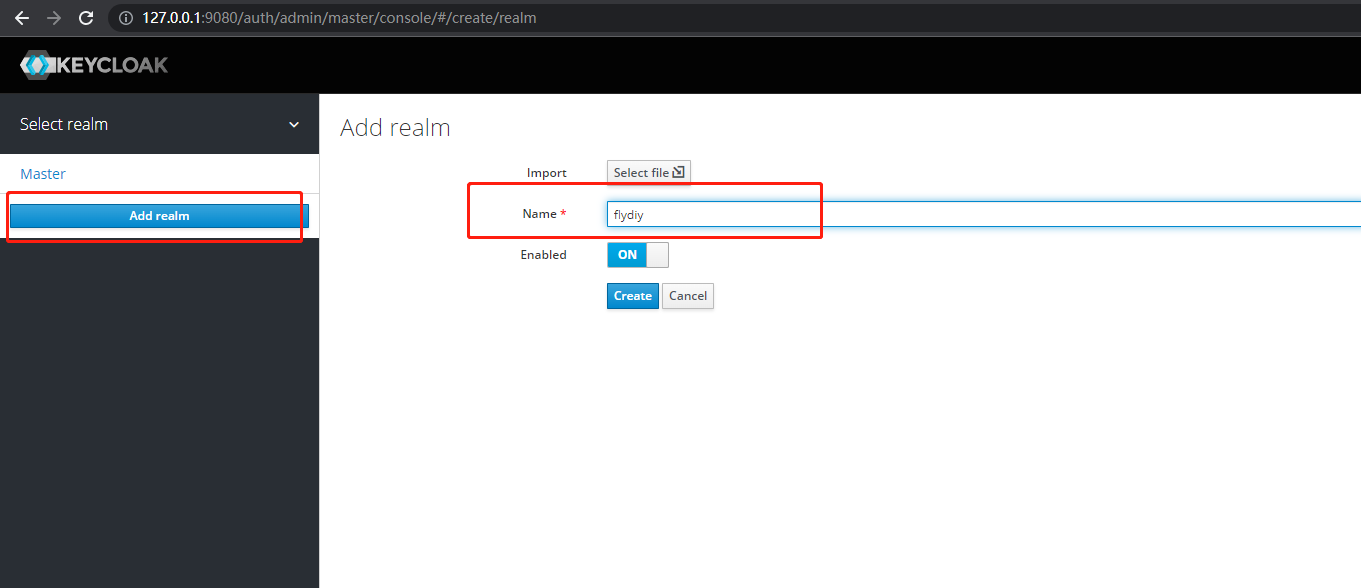 127.0.0.1:9080/auth/admin/master/console/#/create/realm
KEYCLOAK
Select realm
Master
Add realm
Add realm
Import
Select file
Name *
flydiy
Enabled
ON
Create
Cancel